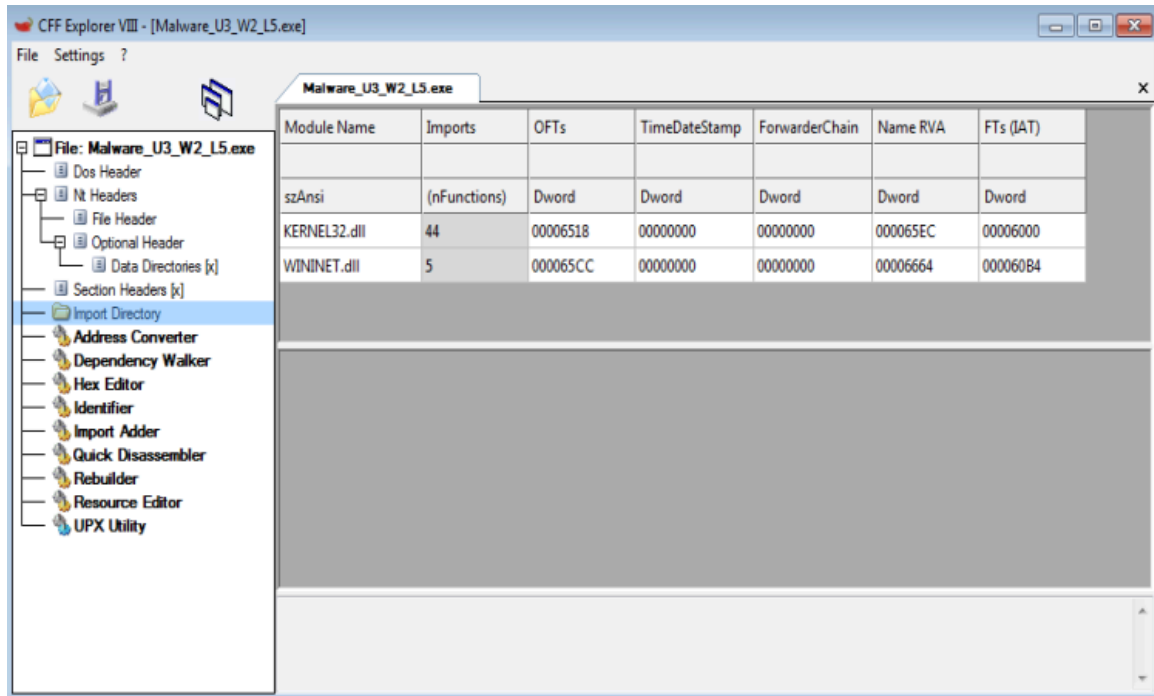 CFF Explorer VIII - [Malware_U3_W2_L5.exe]
File Settings ?
Malware_U3_W2_L5.exe
File: Malware_U3_W2_L5.exe
Dos Header
Nt Headers
File Header
Optional Header
Data Directories [x]
Section Headers [x]
Import Directory
Address Converter
Dependency Walker
Hex Editor
Identifier
Import Adder
Quick Disassembler
Rebuilder
Resource Editor
UPX Utility
Module Name Imports OFTs TimeDateStamp ForwarderChain Name RVA FTs (IAT)
szAnsi (nFunctions) Dword Dword Dword Dword Dword
KERNEL32.dll 44 00006518 00000000 00000000 000065EC 00006000
WININET.dll 5 000065CC 00000000 00000000 00006664 000060B4